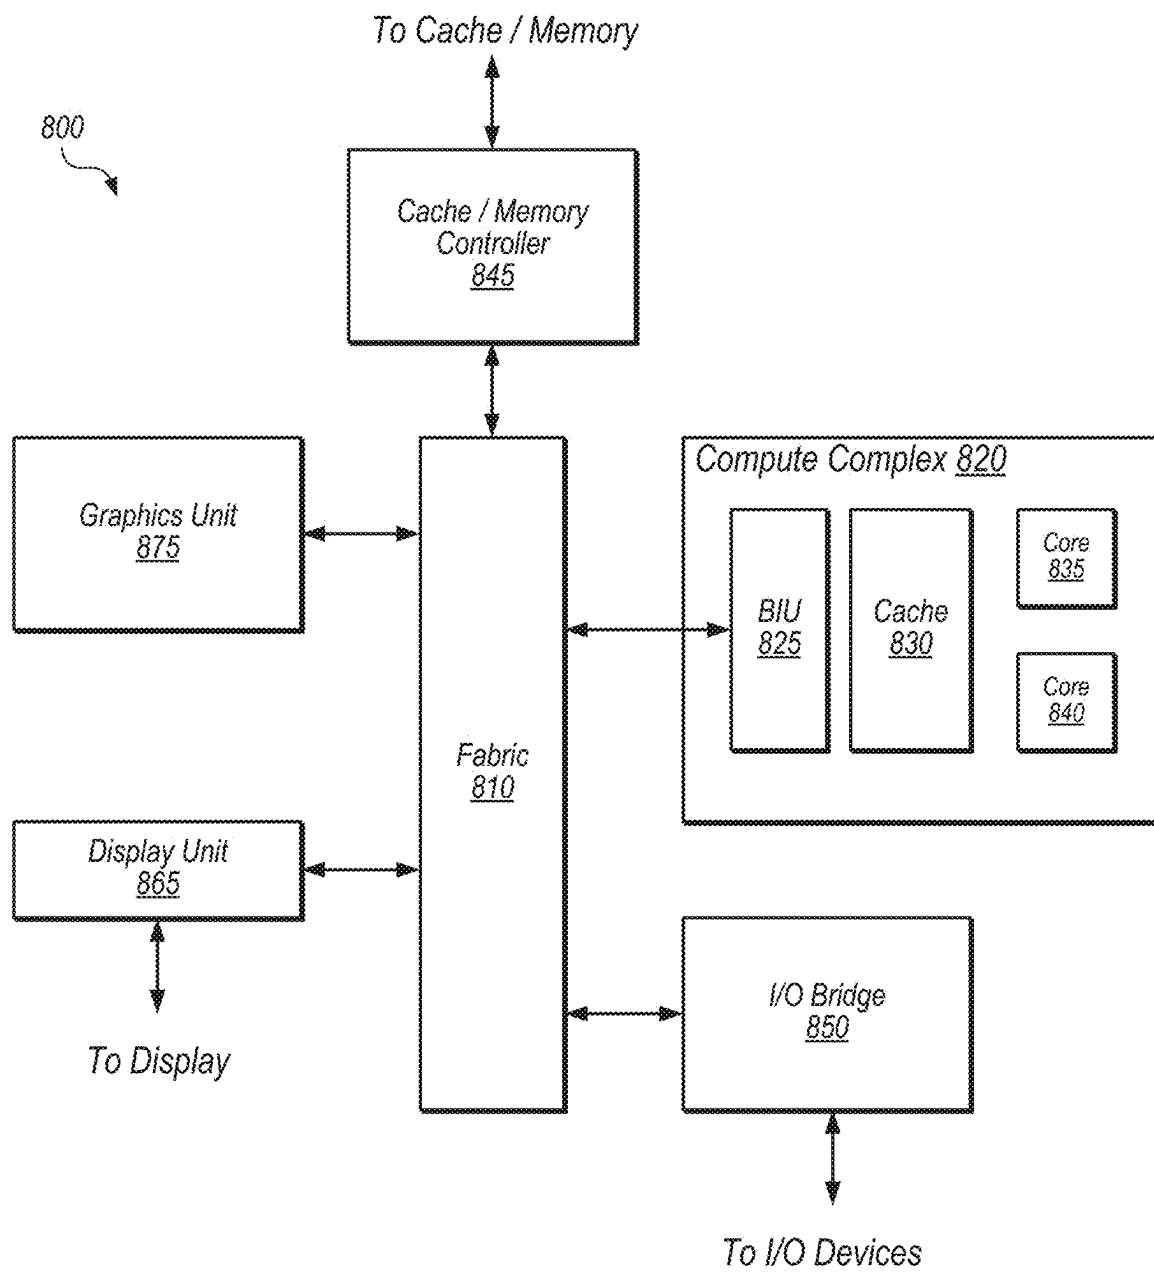 To Cache / Memory
800
Cache / Memory
Controller
845
Graphics Unit
875
Compute Complex 820
BIU
825
Cache
830
Core
835
Core
840
Fabric
810
Display Unit
865
To Display
I/O Bridge
850
To I/O Devices